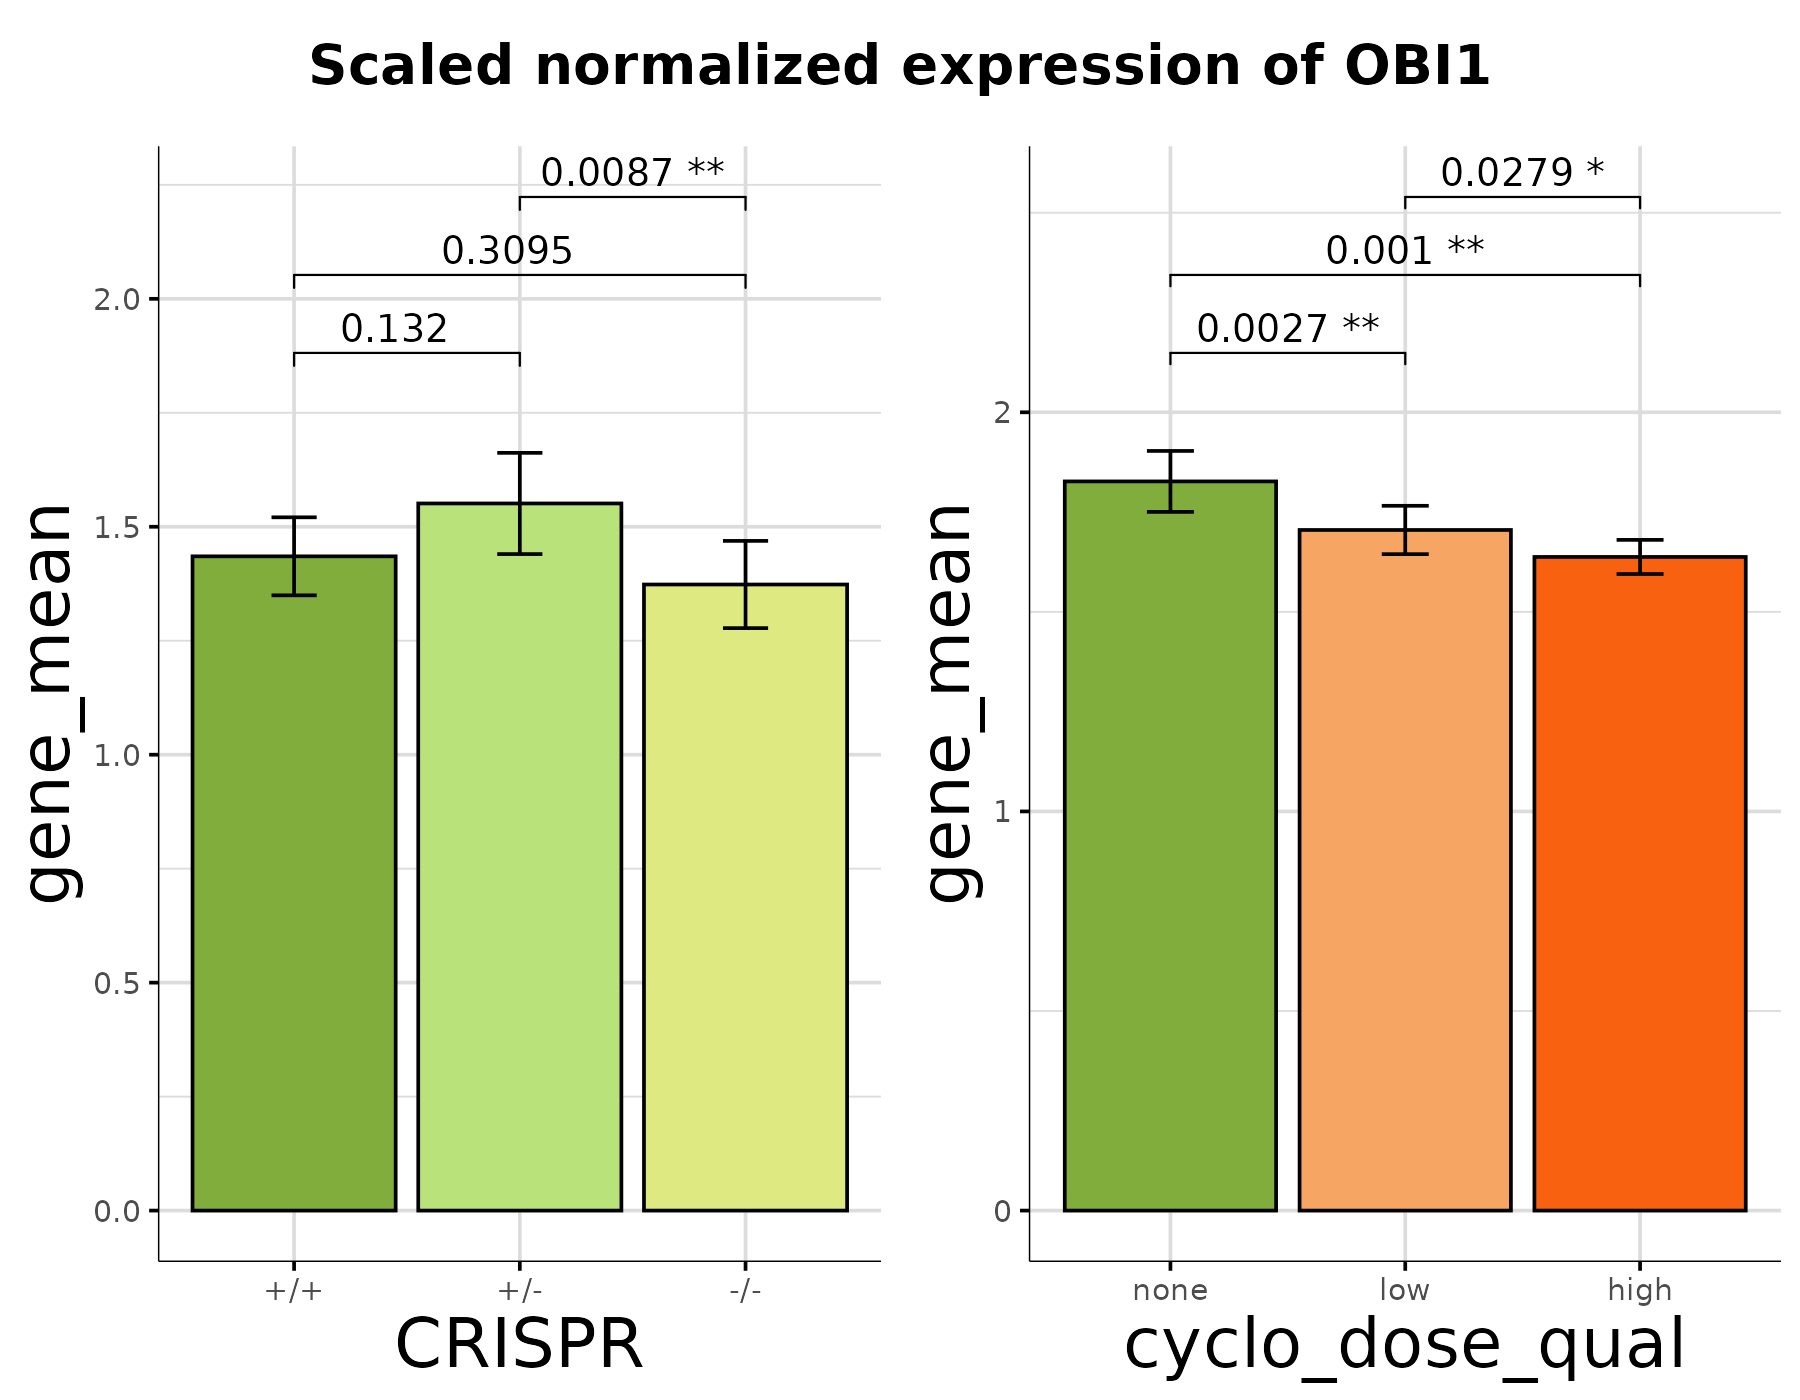 Scaled normalized expression of OBI1
gene_mean
2.0
1.5
1.0
0.5
0.0
0.0087 **
0.3095
0.132
+/+ +/- -/-
CRISPR
gene_mean
2
1
0
0.0279 *
0.001 **
0.0027 **
none low high
cyclo_dose_qual